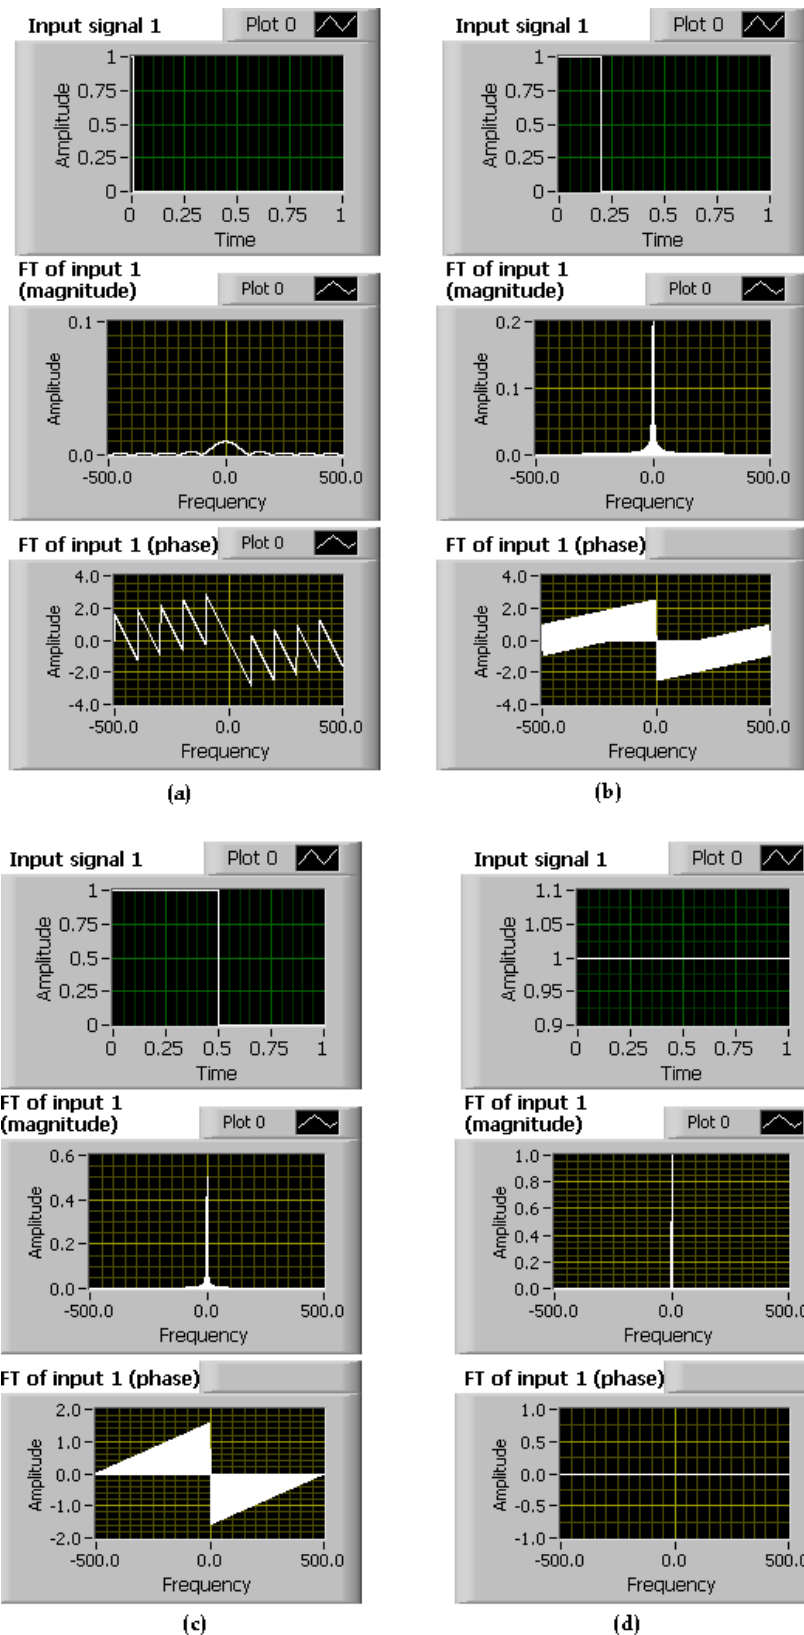 Input signal 1 Plot 0
Amplitude
1
0.75
0.5
0.25
0
0 0.25 0.5 0.75 1
Time
FT of input 1
(magnitude) Plot 0
Amplitude
0.1
0.0
-500.0 0.0 500.0
Frequency
FT of input 1 (phase) Plot 0
Amplitude
4.0
2.0
0.0
-2.0
-4.0
-500.0 0.0 500.0
Frequency
(a)
Input signal 1 Plot 0
Amplitude
1
0.75
0.5
0.25
0
0 0.25 0.5 0.75 1
Time
FT of input 1
(magnitude) Plot 0
Amplitude
0.2
0.1
0.0
-500.0 0.0 500.0
Frequency
FT of input 1 (phase)
Amplitude
4.0
2.0
0.0
-2.0
-4.0
-500.0 0.0 500.0
Frequency
(b)
Input signal 1 Plot 0
Amplitude
1
0.75
0.5
0.25
0
0 0.25 0.5 0.75 1
Time
FT of input 1
(magnitude) Plot 0
Amplitude
0.6
0.4
0.2
0.0
-500.0 0.0 500.0
Frequency
FT of input 1 (phase)
Amplitude
2.0
1.0
0.0
-1.0
-2.0
-500.0 0.0 500.0
Frequency
(c)
Input signal 1 Plot 0
Amplitude
1.1
1.05
1
0.95
0.9
0 0.25 0.5 0.75 1
Time
FT of input 1
(magnitude) Plot 0
Amplitude
1.0
0.8
0.6
0.4
0.2
0.0
-500.0 0.0 500.0
Frequency
FT of input 1 (phase)
Amplitude
1.0
0.5
0.0
-0.5
-1.0
-500.0 0.0 500.0
Frequency
(d)